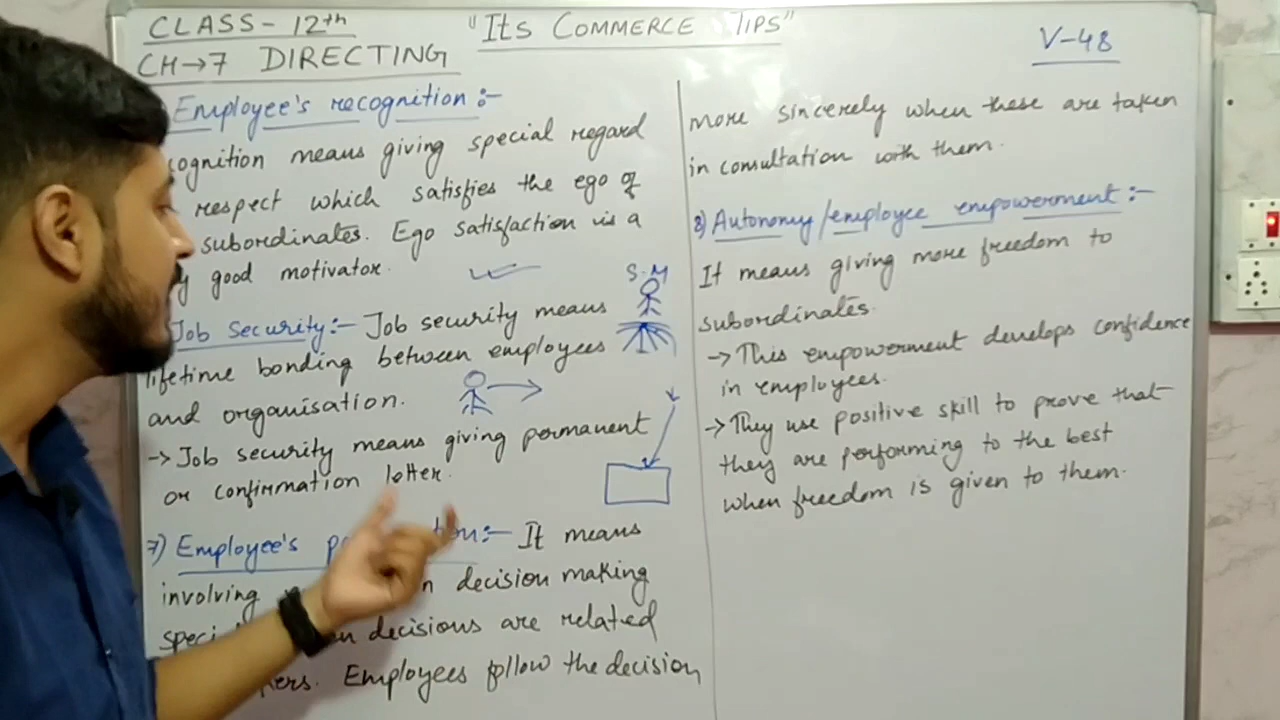 CLASS- 12th
"ITS COMMERCE TIPS"
V-48
CH→7 DIRECTING
Employee's recognition :-
cognition means giving special regard
respect which satisfies the ego of
subordinates. Ego satisfaction is a
y good motivator.
Job Security:- Job security means
lifetime bonding between employees
and organisation.
→ Job security means giving permanent
or confirmation letter.
7) Employee's p tion:- It means
involving n decision making
speci n decisions are related
kers. Employees follow the decision
S.M
more sincerely when these are taken
in consultation with them.
8) Autonomy/employee empowerment :-
It means giving more freedom to
subordinates.
→ This empowerment develops confidence
in employees.
→ They use positive skill to prove that
they are performing to the best
when freedom is given to them.